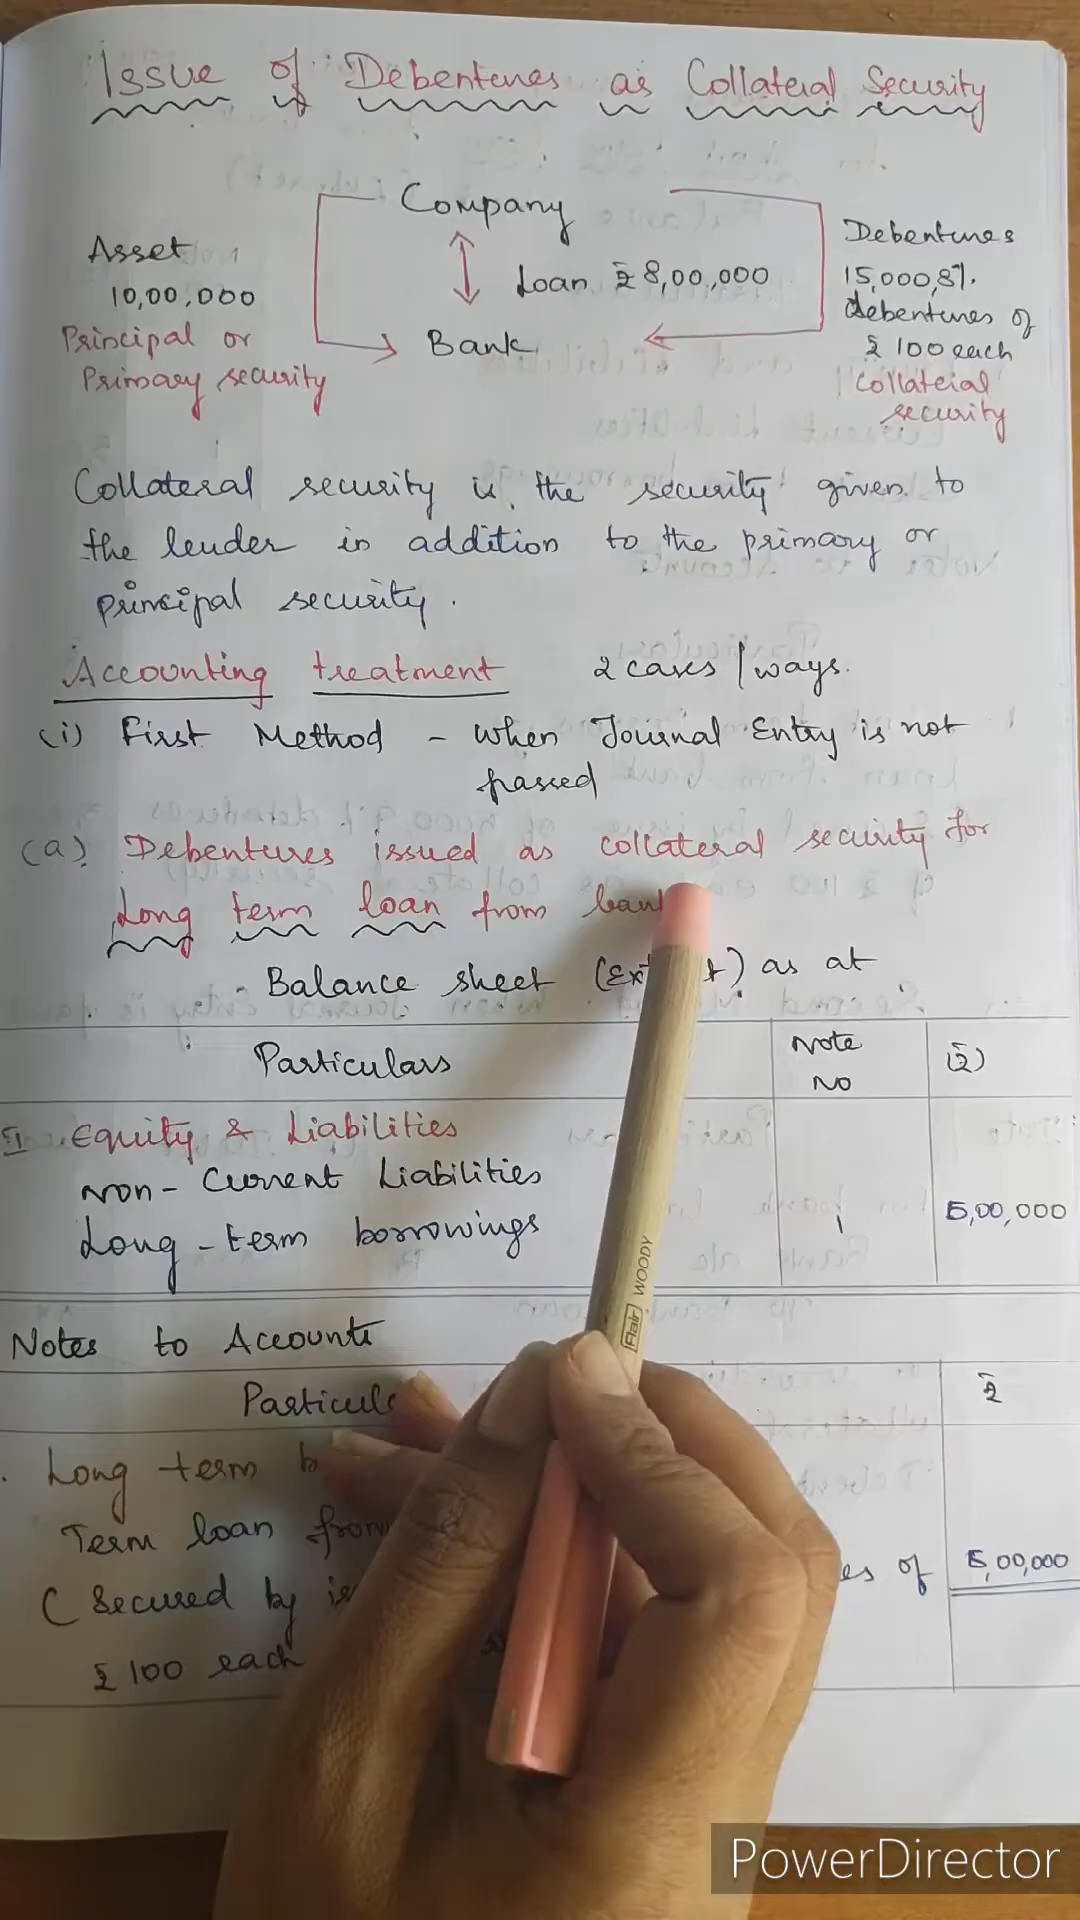 Issue of Debentures as Collateral Security
Company
Asset
10,00,000
Principal or
Primary security
Loan ₹ 8,00,000
Bank
Debentures
15,000, 8%
debentures of
₹ 100 each
Collateral
security
Collateral security is the security given to
the lender in addition to the primary or
principal security.
Accounting treatment 2 cases / ways.
(i) First Method - When Journal Entry is not
passed
(a) Debentures issued as collateral security for
Long term loan from
Balance sheet as at
Particulars Note No (₹)
I Equity & Liabilities
Non-Current Liabilities
Long-term borrowings 1 5,00,000
Notes to Accounts
₹
Long term
Term loan
(Secured by of 5,00,000
₹ 100 each
Flair WOODY
PowerDirector